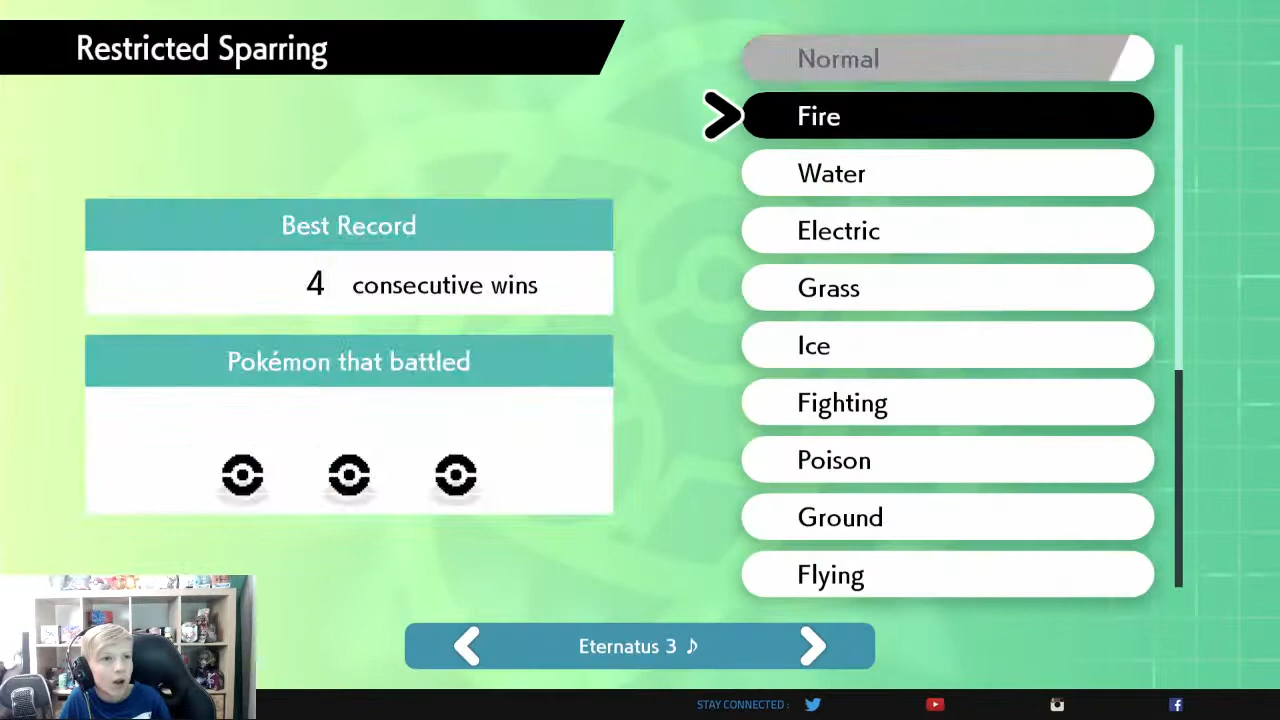 Restricted Sparring
Normal
Fire
Water
Electric
Grass
Ice
Fighting
Poison
Ground
Flying
Best Record
4 consecutive wins
Pokémon that battled
Eternatus 3 ♪
STAY CONNECTED :